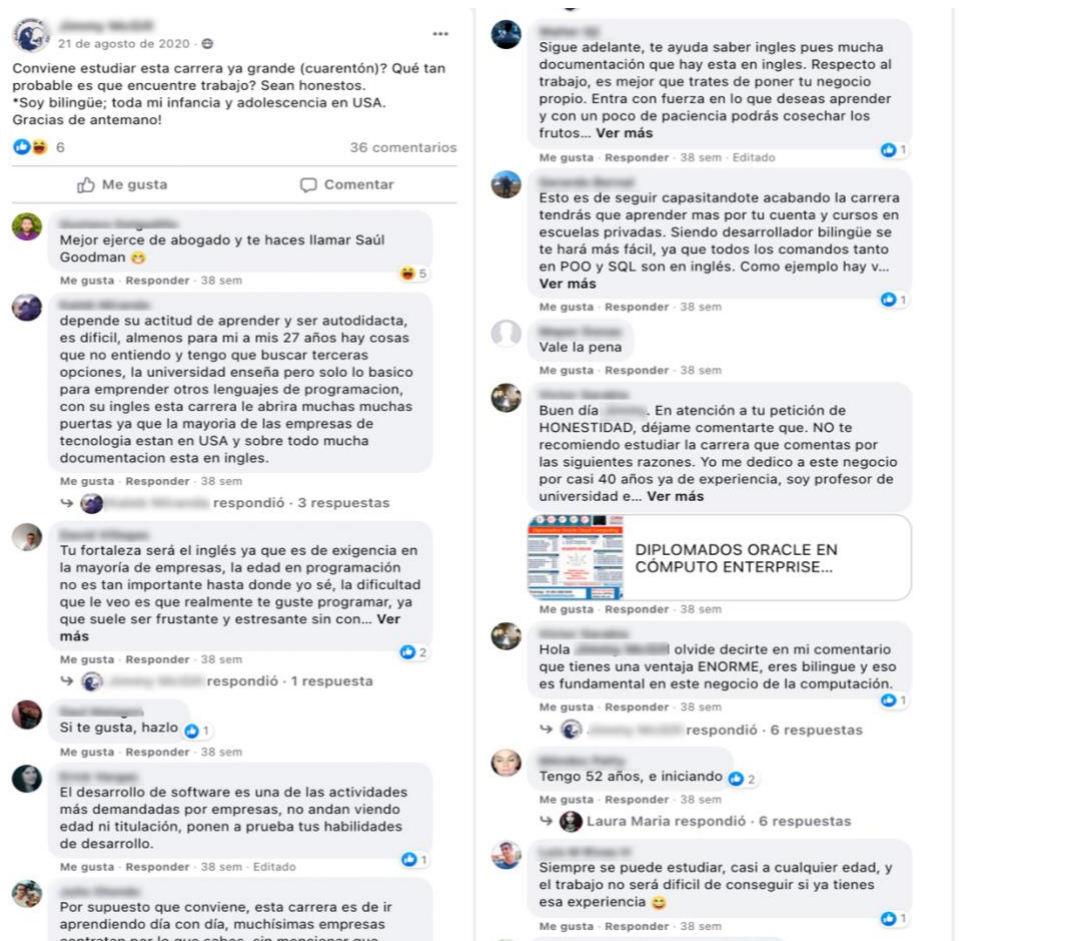 21 de agosto de 2020 ·
Conviene estudiar esta carrera ya grande (cuarentón)? Qué tan
probable es que encuentre trabajo? Sean honestos.
*Soy bilingüe; toda mi infancia y adolescencia en USA.
Gracias de antemano!
6
36 comentarios
Me gusta
Comentar
Mejor ejerce de abogado y te haces llamar Saúl
Goodman
5
Me gusta · Responder · 38 sem
depende su actitud de aprender y ser autodidacta,
es dificil, almenos para mi a mis 27 años hay cosas
que no entiendo y tengo que buscar terceras
opciones, la universidad enseña pero solo lo basico
para emprender otros lenguajes de programacion,
con su ingles esta carrera le abrira muchas muchas
puertas ya que la mayoria de las empresas de
tecnologia estan en USA y sobre todo mucha
documentacion esta en ingles.
Me gusta · Responder · 38 sem
respondió · 3 respuestas
Tu fortaleza será el inglés ya que es de exigencia en
la mayoría de empresas, la edad en programación
no es tan importante hasta donde yo sé, la dificultad
que le veo es que realmente te guste programar, ya
que suele ser frustante y estresante sin con... Ver
más
2
Me gusta · Responder · 38 sem
respondió · 1 respuesta
Si te gusta, hazlo
1
Me gusta · Responder · 38 sem
El desarrollo de software es una de las actividades
más demandadas por empresas, no andan viendo
edad ni titulación, ponen a prueba tus habilidades
de desarrollo.
1
Me gusta · Responder · 38 sem · Editado
Por supuesto que conviene, esta carrera es de ir
aprendiendo día con día, muchísimas empresas
contratan por lo que sabes, sin mencionar que
Sigue adelante, te ayuda saber ingles pues mucha
documentación que hay esta en ingles. Respecto al
trabajo, es mejor que trates de poner tu negocio
propio. Entra con fuerza en lo que deseas aprender
y con un poco de paciencia podrás cosechar los
frutos... Ver más
1
Me gusta · Responder · 38 sem · Editado
Esto es de seguir capasitandote acabando la carrera
tendrás que aprender mas por tu cuenta y cursos en
escuelas privadas. Siendo desarrollador bilingüe se
te hará más fácil, ya que todos los comandos tanto
en POO y SQL son en inglés. Como ejemplo hay v...
Ver más
1
Me gusta · Responder · 38 sem
Vale la pena
Me gusta · Responder · 38 sem
Buen día . En atención a tu petición de
HONESTIDAD, déjame comentarte que. NO te
recomiendo estudiar la carrera que comentas por
las siguientes razones. Yo me dedico a este negocio
por casi 40 años ya de experiencia, soy profesor de
universidad e... Ver más
DIPLOMADOS ORACLE EN
CÓMPUTO ENTERPRISE...
Me gusta · Responder · 38 sem
Hola olvide decirte en mi comentario
que tienes una ventaja ENORME, eres bilingue y eso
es fundamental en este negocio de la computación.
1
Me gusta · Responder · 38 sem
respondió · 6 respuestas
Tengo 52 años, e iniciando
2
Me gusta · Responder · 38 sem
Laura Maria respondió · 6 respuestas
Siempre se puede estudiar, casi a cualquier edad, y
el trabajo no será dificil de conseguir si ya tienes
esa experiencia
1
Me gusta · Responder · 38 sem